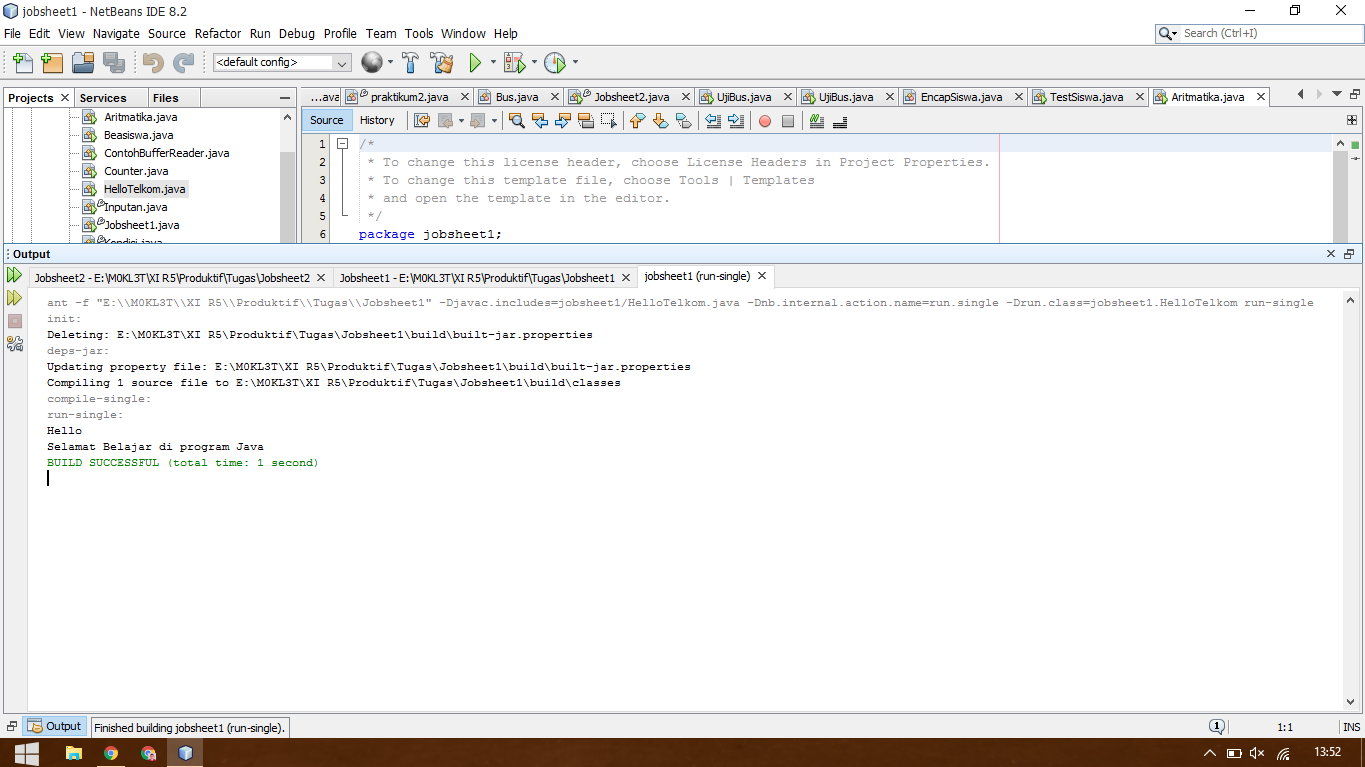 jobsheet1 - NetBeans IDE 8.2
File Edit View Navigate Source Refactor Run Debug Profile Team Tools Window Help
Search (Ctrl+I)
<default config>
Projects Services Files
...ava praktikum2.java Bus.java Jobsheet2.java UjiBus.java UjiBus.java EncapSiswa.java TestSiswa.java Aritmatika.java
Aritmatika.java
Beasiswa.java
ContohBufferReader.java
Counter.java
HelloTelkom.java
Inputan.java
Jobsheet1.java
Kondisi.java
Source History
1 /*
2 * To change this license header, choose License Headers in Project Properties.
3 * To change this template file, choose Tools | Templates
4 * and open the template in the editor.
5 */
6 package jobsheet1;
Output
Jobsheet2 - E:\M0KL3T\XI R5\Produktif\Tugas\Jobsheet2 Jobsheet1 - E:\M0KL3T\XI R5\Produktif\Tugas\Jobsheet1 jobsheet1 (run-single)
ant -f "E:\\M0KL3T\\XI R5\\Produktif\\Tugas\\Jobsheet1" -Djavac.includes=jobsheet1/HelloTelkom.java -Dnb.internal.action.name=run.single -Drun.class=jobsheet1.HelloTelkom run-single
init:
Deleting: E:\M0KL3T\XI R5\Produktif\Tugas\Jobsheet1\build\built-jar.properties
deps-jar:
Updating property file: E:\M0KL3T\XI R5\Produktif\Tugas\Jobsheet1\build\built-jar.properties
Compiling 1 source file to E:\M0KL3T\XI R5\Produktif\Tugas\Jobsheet1\build\classes
compile-single:
run-single:
Hello
Selamat Belajar di program Java
BUILD SUCCESSFUL (total time: 1 second)
Output Finished building jobsheet1 (run-single). 1 1:1 INS
13:52